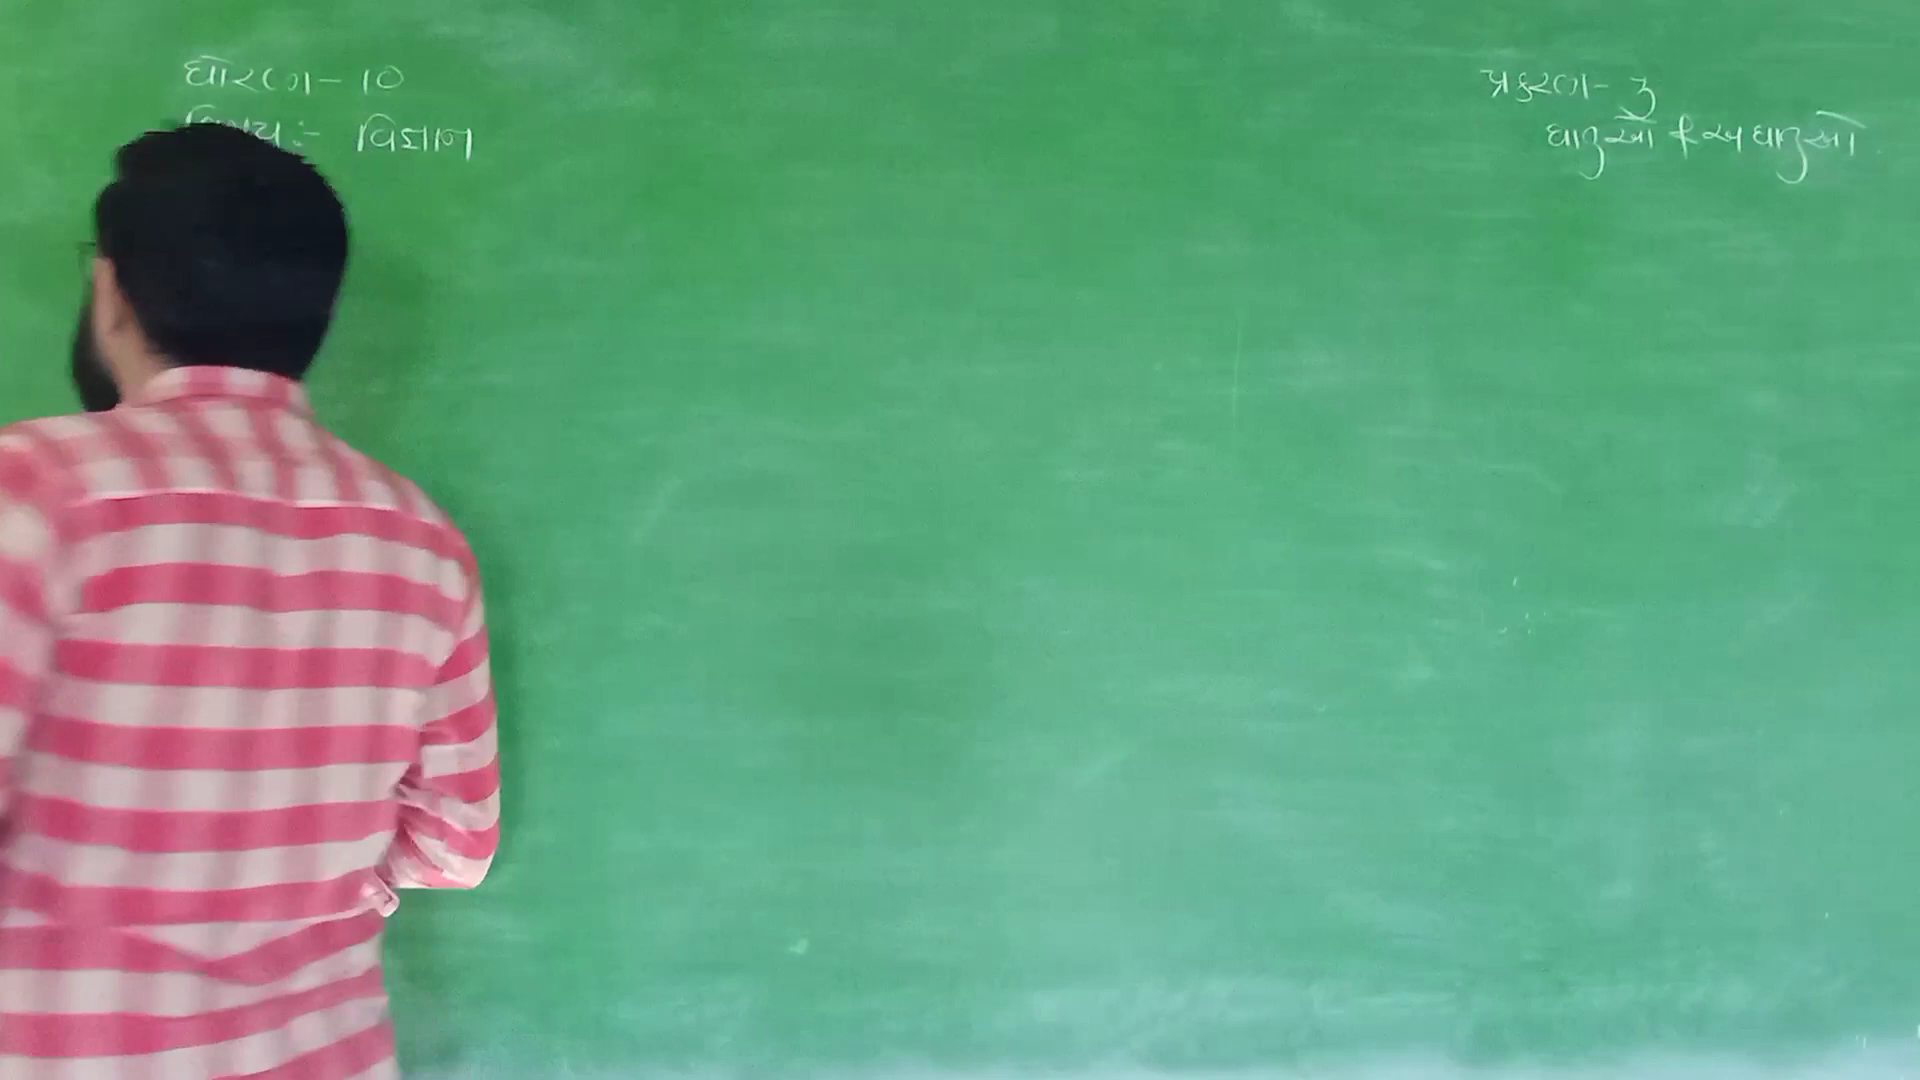 ધોરણ - 10
વિષય :- વિજ્ઞાન
પ્રકરણ - 3
ધાતુઓ અને અધાતુઓ